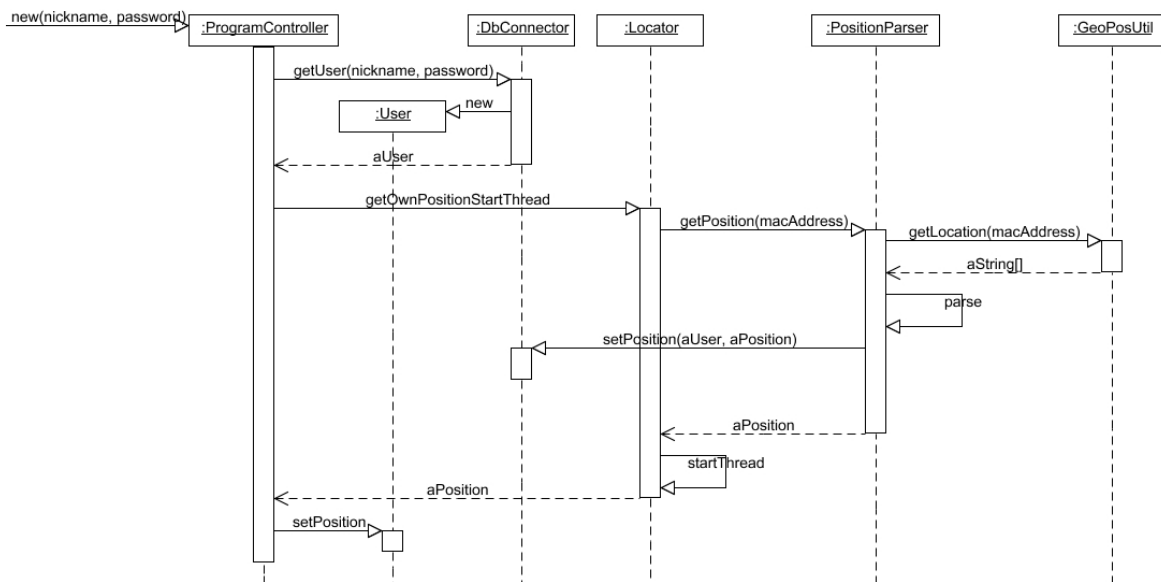 new(nickname, password)
:ProgramController
:DbConnector
:Locator
:PositionParser
:GeoPosUtil
getUser(nickname, password)
new
:User
aUser
getOwnPositionStartThread
getPosition(macAddress)
getLocation(macAddress)
aString[]
parse
setPosition(aUser, aPosition)
aPosition
startThread
aPosition
setPosition